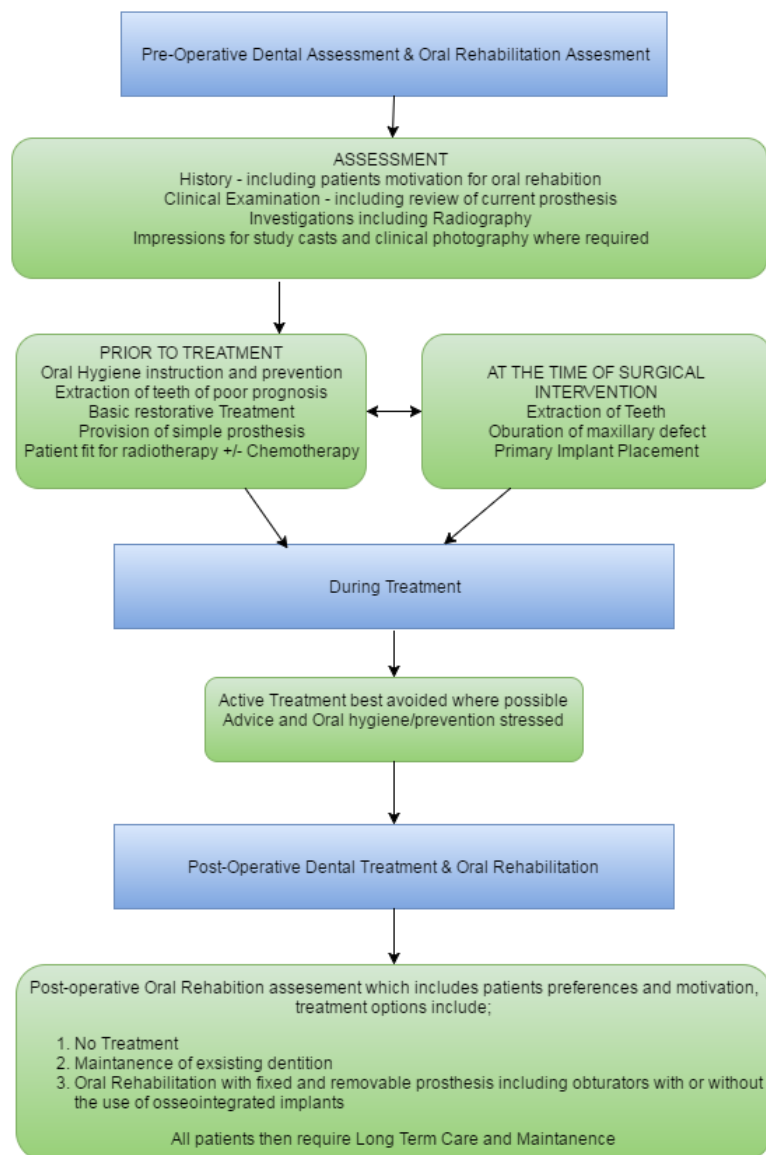 Pre-Operative Dental Assessment & Oral Rehabilitation Assesment
ASSESSMENT
History - including patients motivation for oral rehabition
Clinical Examination - including review of current prosthesis
Investigations including Radiography
Impressions for study casts and clinical photography where required
PRIOR TO TREATMENT
Oral Hygiene instruction and prevention
Extraction of teeth of poor prognosis
Basic restorative Treatment
Provision of simple prosthesis
Patient fit for radiotherapy +/- Chemotherapy
AT THE TIME OF SURGICAL
INTERVENTION
Extraction of Teeth
Oburation of maxillary defect
Primary Implant Placement
During Treatment
Active Treatment best avoided where possible
Advice and Oral hygiene/prevention stressed
Post-Operative Dental Treatment & Oral Rehabilitation
Post-operative Oral Rehabition assesement which includes patients preferences and motivation,
treatment options include;
1. No Treatment
2. Maintanence of exsisting dentition
3. Oral Rehabilitation with fixed and removable prosthesis including obturators with or without
the use of osseointegrated implants
All patients then require Long Term Care and Maintanence